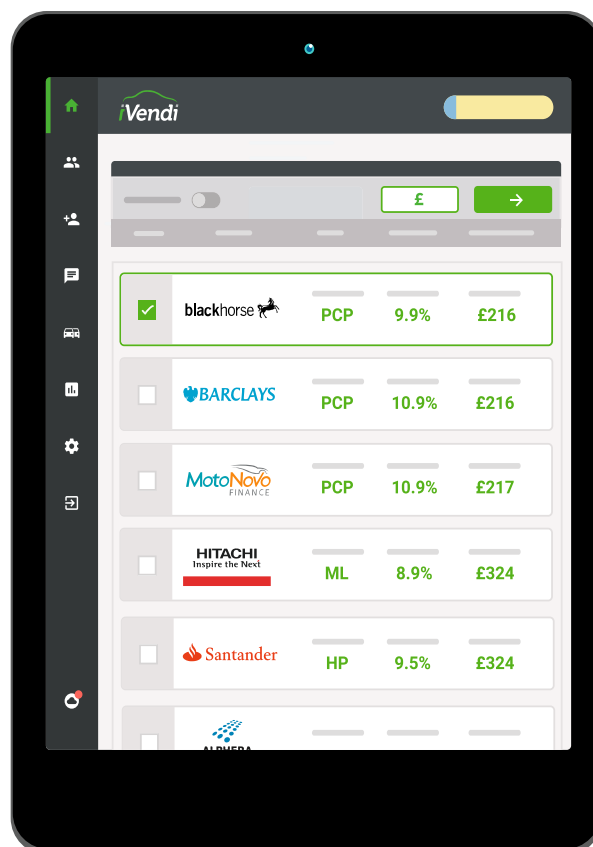 iVendi
£
blackhorse
PCP 9.9% £216
BARCLAYS
PCP 10.9% £216
MotoNovo
FINANCE
PCP 10.9% £217
HITACHI
Inspire the Next
ML 8.9% £324
Santander
HP 9.5% £324
ALPHERA